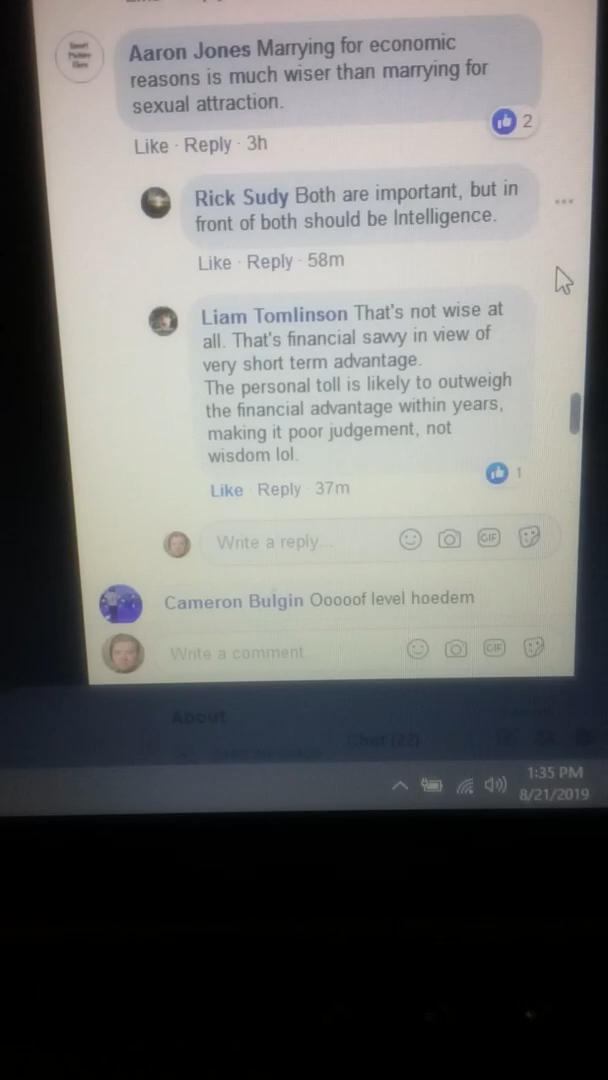 Aaron Jones Marrying for economic
reasons is much wiser than marrying for
sexual attraction.
2
Like · Reply · 3h
Rick Sudy Both are important, but in
front of both should be Intelligence.
Like · Reply · 58m
Liam Tomlinson That's not wise at
all. That's financial savvy in view of
very short term advantage.
The personal toll is likely to outweigh
the financial advantage within years,
making it poor judgement, not
wisdom lol.
1
Like · Reply · 37m
Write a reply...
GIF
Cameron Bulgin Ooooof level hoedem
Write a comment
GIF
About
Chat (22)
1:35 PM
8/21/2019